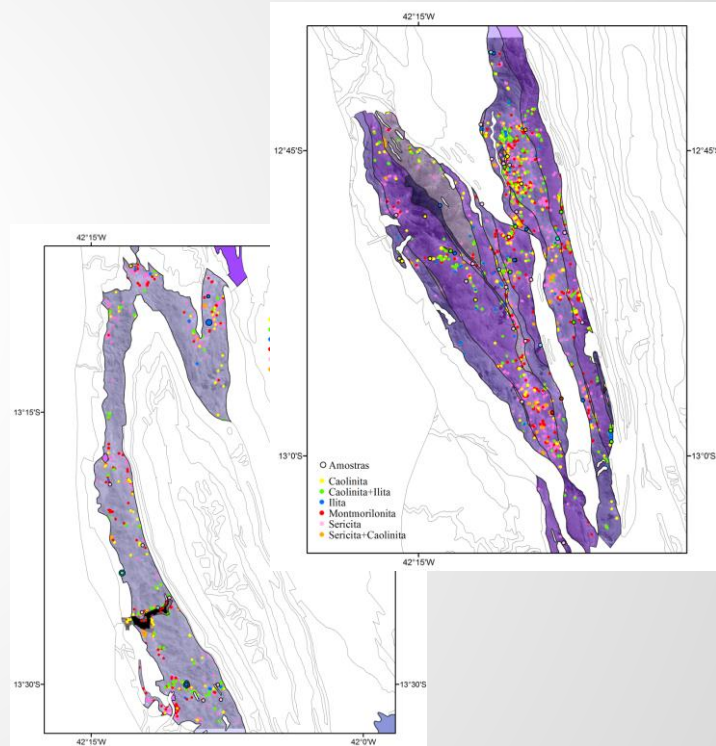 42°15'W
12°45'S
12°45'S
13°0'S
13°0'S
Amostras
Caolinita
Caolinita+Ilita
Ilita
Montmorilonita
Sericita
Sericita+Caolinita
42°15'W
42°15'W
13°15'S
13°30'S
13°30'S
42°15'W
42°0'W